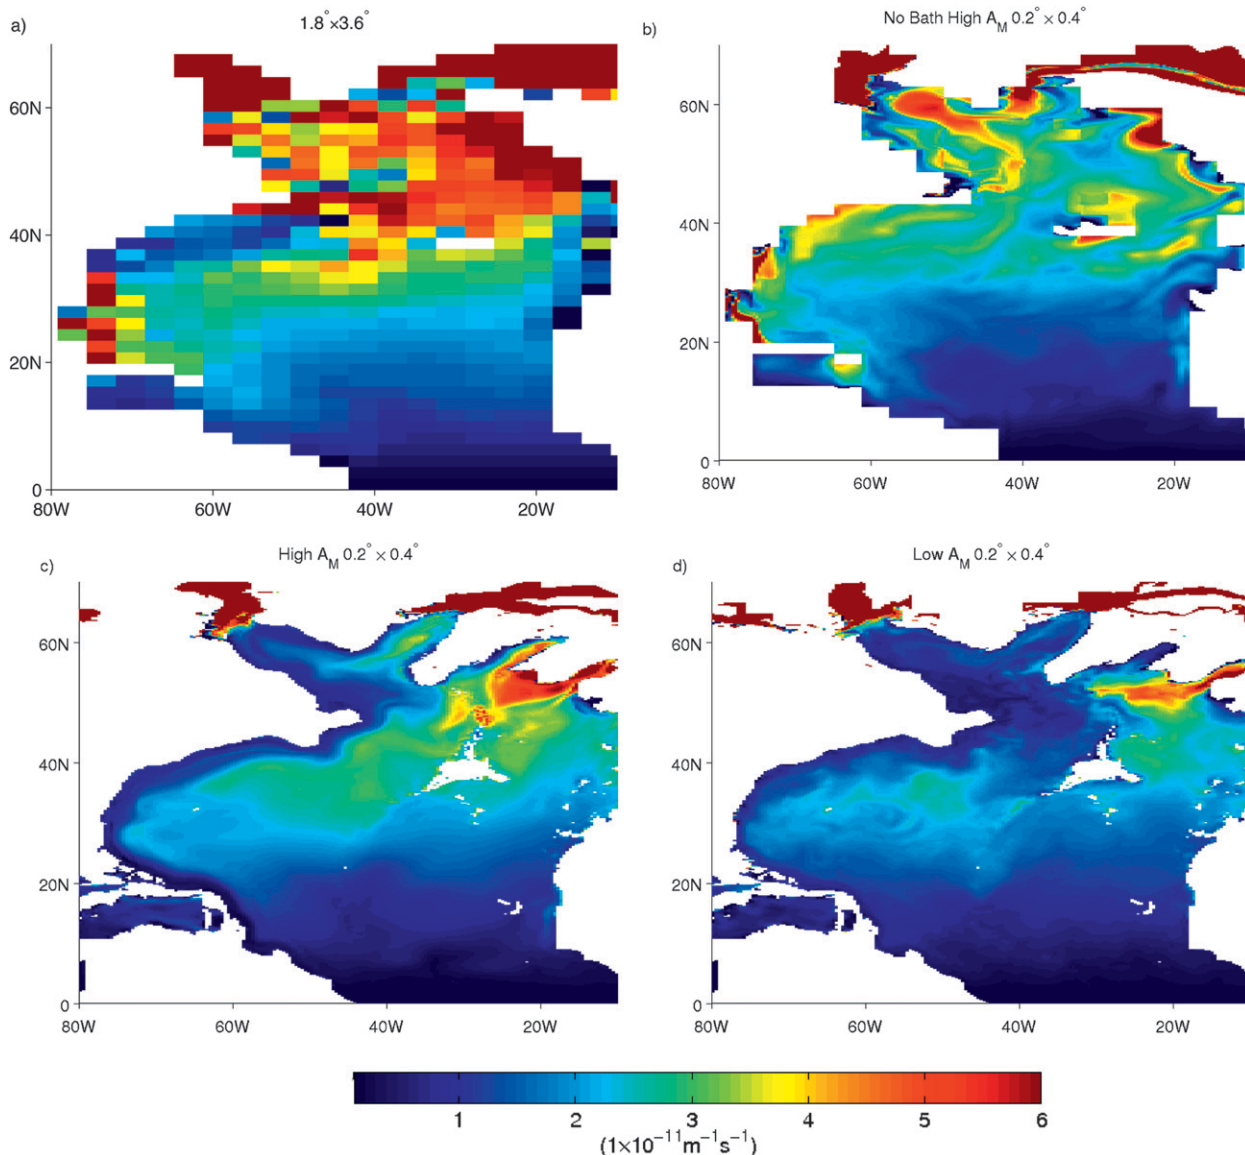 a)
1.8° × 3.6°
60N
40N
20N
0
80W 60W 40W 20W
b)
No Bath High A_M 0.2° × 0.4°
60N
40N
20N
0
80W 60W 40W 20W
c)
High A_M 0.2° × 0.4°
60N
40N
20N
0
80W 60W 40W 20W
d)
Low A_M 0.2° × 0.4°
60N
40N
20N
0
80W 60W 40W 20W
1 2 3 4 5 6
(1×10⁻¹¹m⁻¹s⁻¹)